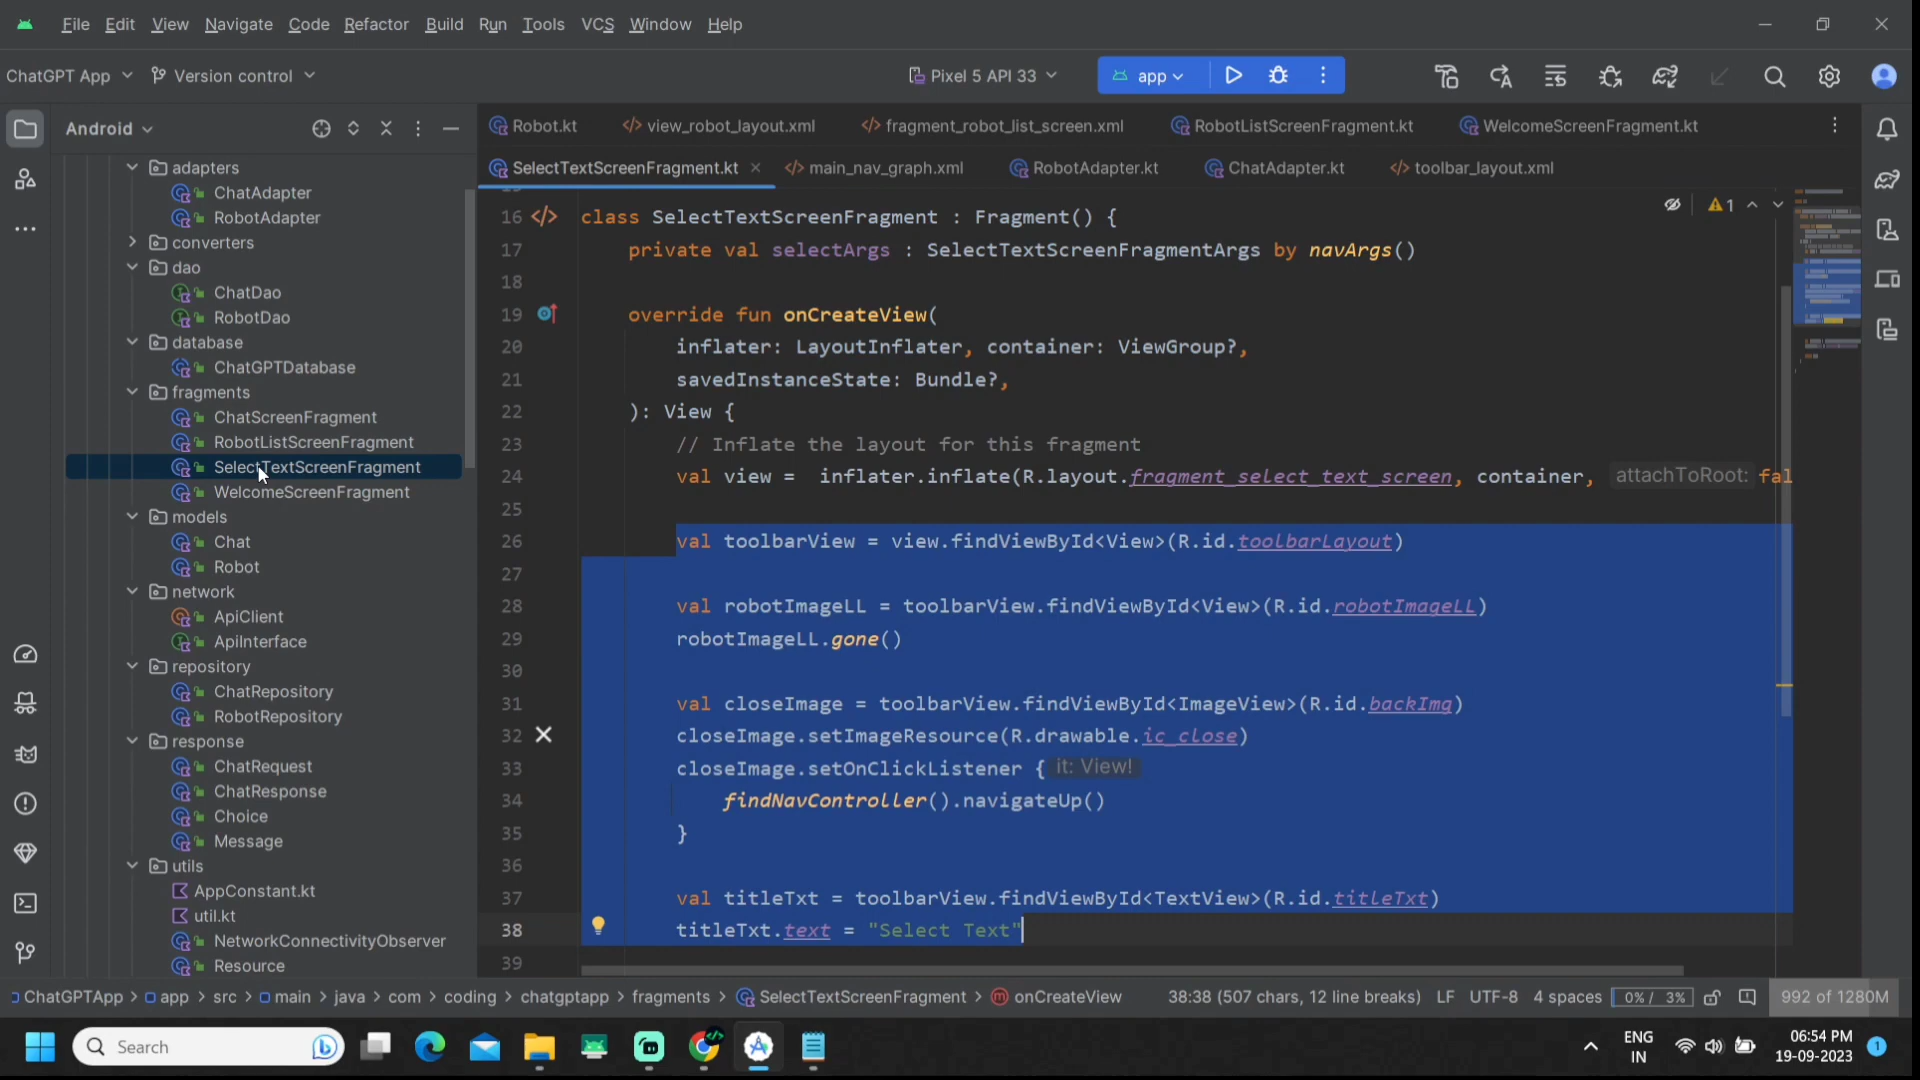 File Edit View Navigate Code Refactor Build Run Tools VCS Window Help
ChatGPT App Version control Pixel 5 API 33 app
Android
adapters
ChatAdapter
RobotAdapter
converters
dao
ChatDao
RobotDao
database
ChatGPTDatabase
fragments
ChatScreenFragment
RobotListScreenFragment
SelectTextScreenFragment
WelcomeScreenFragment
models
Chat
Robot
network
ApiClient
ApiInterface
repository
ChatRepository
RobotRepository
response
ChatRequest
ChatResponse
Choice
Message
utils
AppConstant.kt
util.kt
NetworkConnectivityObserver
Resource
Robot.kt view_robot_layout.xml fragment_robot_list_screen.xml RobotListScreenFragment.kt WelcomeScreenFragment.kt
SelectTextScreenFragment.kt main_nav_graph.xml RobotAdapter.kt ChatAdapter.kt toolbar_layout.xml
1
16 class SelectTextScreenFragment : Fragment() {
17 private val selectArgs : SelectTextScreenFragmentArgs by navArgs()
18
19 override fun onCreateView(
20 inflater: LayoutInflater, container: ViewGroup?,
21 savedInstanceState: Bundle?,
22 ): View {
23 // Inflate the layout for this fragment
24 val view = inflater.inflate(R.layout.fragment_select_text_screen, container, attachToRoot: fal
25
26 val toolbarView = view.findViewById<View>(R.id.toolbarLayout)
27
28 val robotImageLL = toolbarView.findViewById<View>(R.id.robotImageLL)
29 robotImageLL.gone()
30
31 val closeImage = toolbarView.findViewById<ImageView>(R.id.backImg)
32 closeImage.setImageResource(R.drawable.ic_close)
33 closeImage.setOnClickListener { it: View!
34 findNavController().navigateUp()
35 }
36
37 val titleTxt = toolbarView.findViewById<TextView>(R.id.titleTxt)
38 titleTxt.text = "Select Text"
39
ChatGPTApp > app > src > main > java > com > coding > chatgptapp > fragments > SelectTextScreenFragment > onCreateView 38:38 (507 chars, 12 line breaks) LF UTF-8 4 spaces 0% / 3% 992 of 1280M
Search ENG IN 06:54 PM 19-09-2023 1